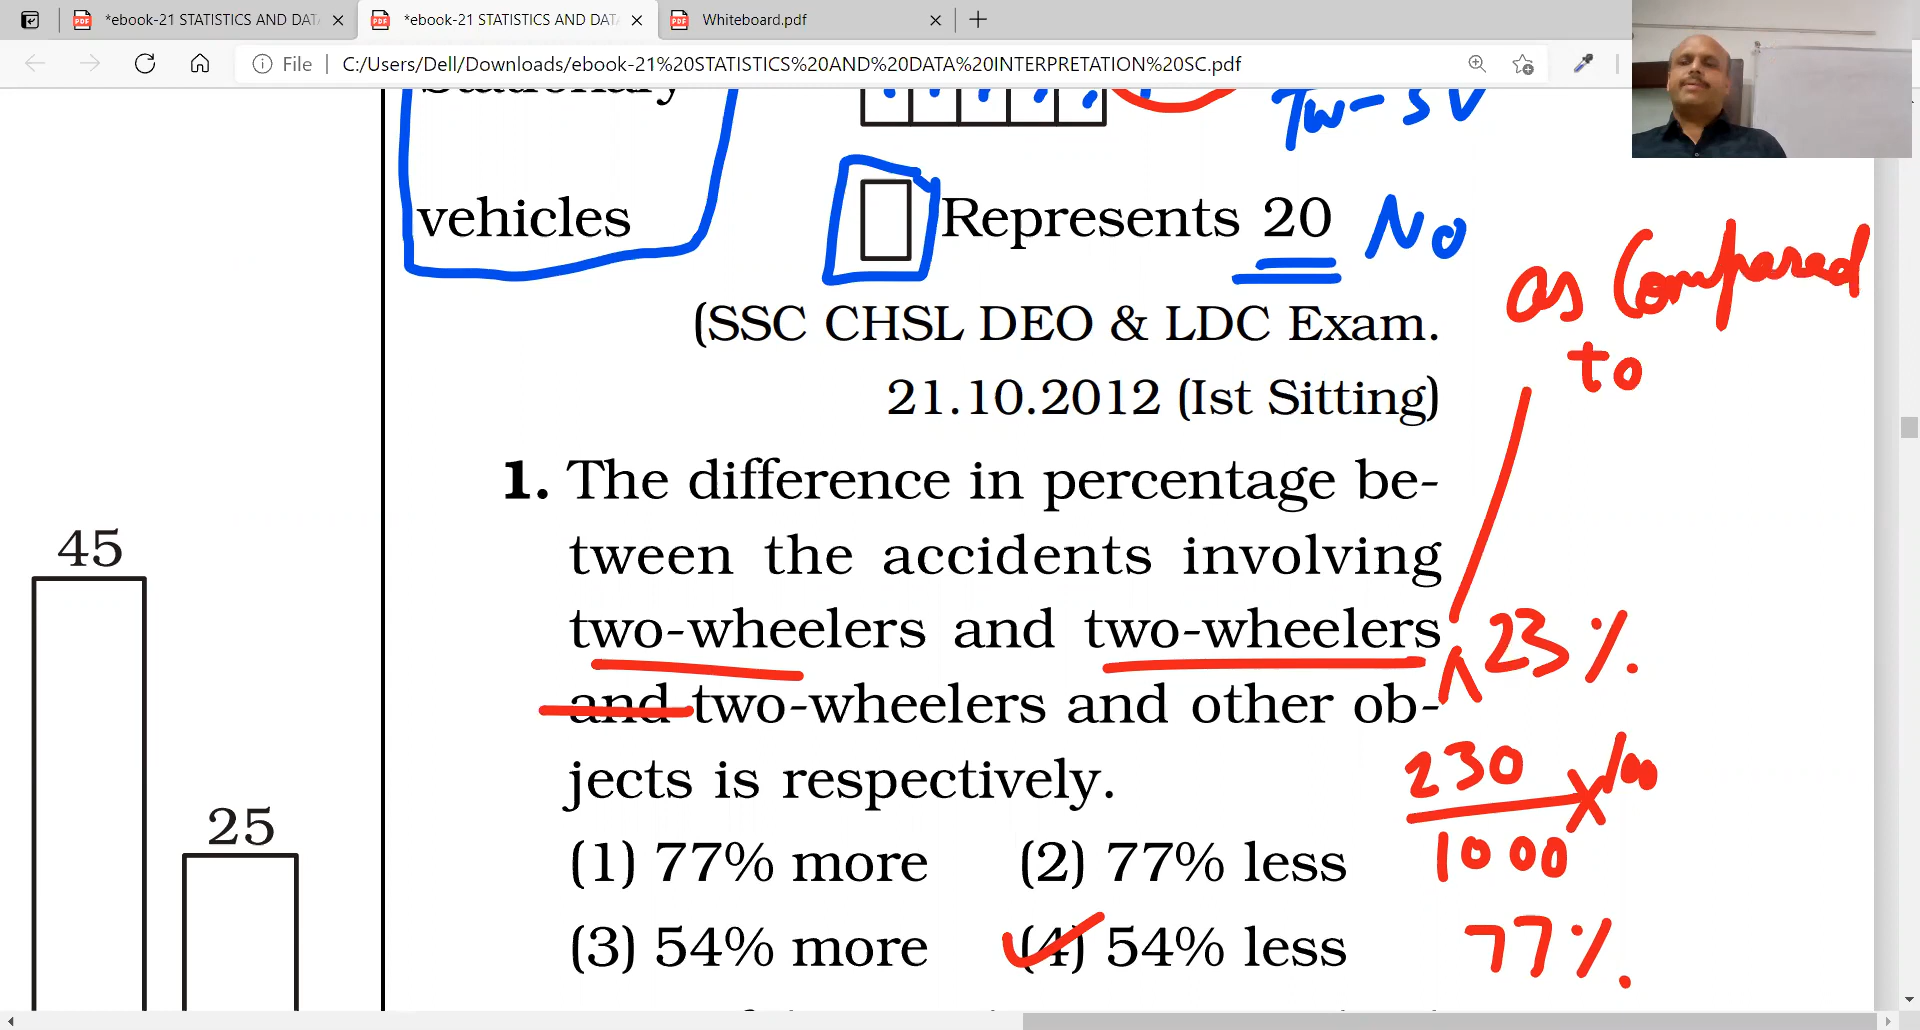 *ebook-21 STATISTICS AND DAT
*ebook-21 STATISTICS AND DAT
Whiteboard.pdf
File
C:/Users/Dell/Downloads/ebook-21%20STATISTICS%20AND%20DATA%20INTERPRETATION%20SC.pdf
Stationary
Tw-SV
vehicles
Represents 20 No
as Compared
to
(SSC CHSL DEO & LDC Exam.
21.10.2012 (Ist Sitting)
1. The difference in percentage be-
tween the accidents involving
two-wheelers and two-wheelers
23%.
and two-wheelers and other ob-
jects is respectively.
230
1000
× 100
(1) 77% more (2) 77% less
(3) 54% more (4) 54% less
77%.
45
25